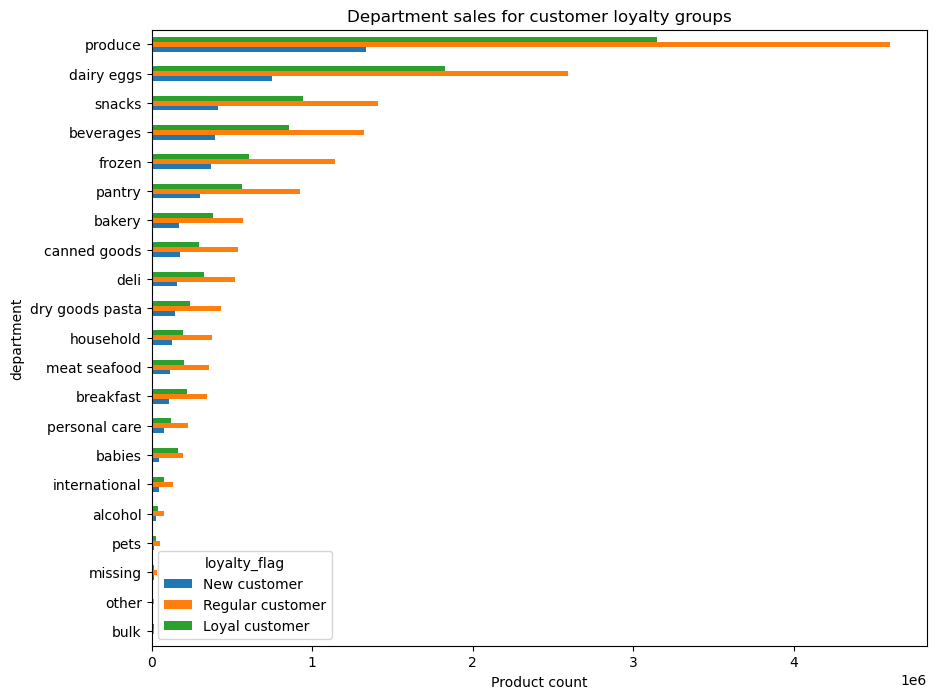 Department sales for customer loyalty groups
department
produce
dairy eggs
snacks
beverages
frozen
pantry
bakery
canned goods
deli
dry goods pasta
household
meat seafood
breakfast
personal care
babies
international
alcohol
pets
missing
other
bulk
loyalty_flag
New customer
Regular customer
Loyal customer
0 1 2 3 4
1e6
Product count